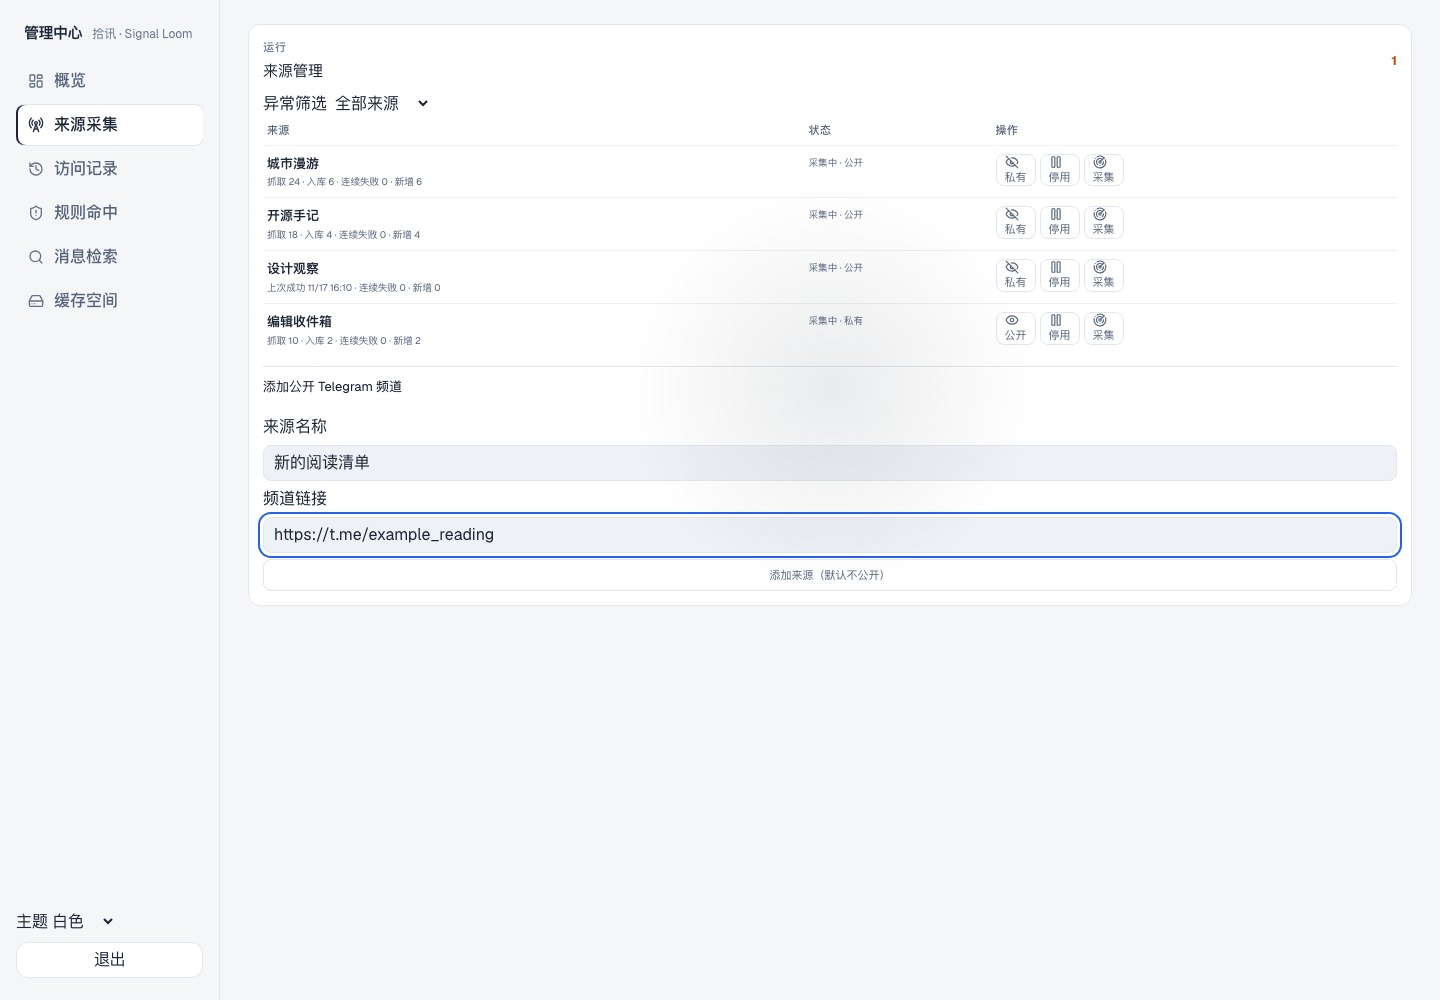 管理中心 拾讯 · Signal Loom
概览
来源采集
访问记录
规则命中
消息检索
缓存空间
主题 白色
退出
运行
来源管理
1
异常筛选 全部来源
来源 状态 操作
城市漫游 采集中 · 公开 私有 停用 采集
抓取 24 · 入库 6 · 连续失败 0 · 新增 6
开源手记 采集中 · 公开 私有 停用 采集
抓取 18 · 入库 4 · 连续失败 0 · 新增 4
设计观察 采集中 · 公开 私有 停用 采集
上次成功 11/17 16:10 · 连续失败 0 · 新增 0
编辑收件箱 采集中 · 私有 公开 停用 采集
抓取 10 · 入库 2 · 连续失败 0 · 新增 2
添加公开 Telegram 频道
来源名称
新的阅读清单
频道链接
https://t.me/example_reading
添加来源（默认不公开）